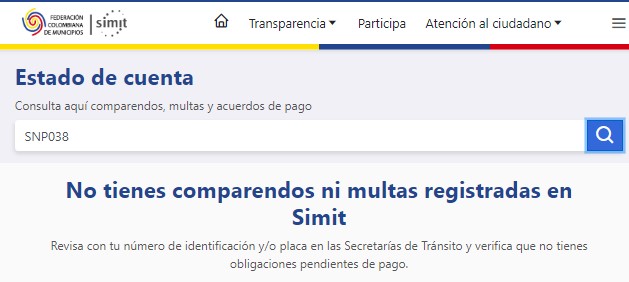 FEDERACIÓN
COLOMBIANA
DE MUNICIPIOS
simit
Transparencia Participa Atención al ciudadano
Estado de cuenta
Consulta aquí comparendos, multas y acuerdos de pago
SNP038
No tienes comparendos ni multas registradas en
Simit
Revisa con tu número de identificación y/o placa en las Secretarías de Tránsito y verifica que no tienes
obligaciones pendientes de pago.